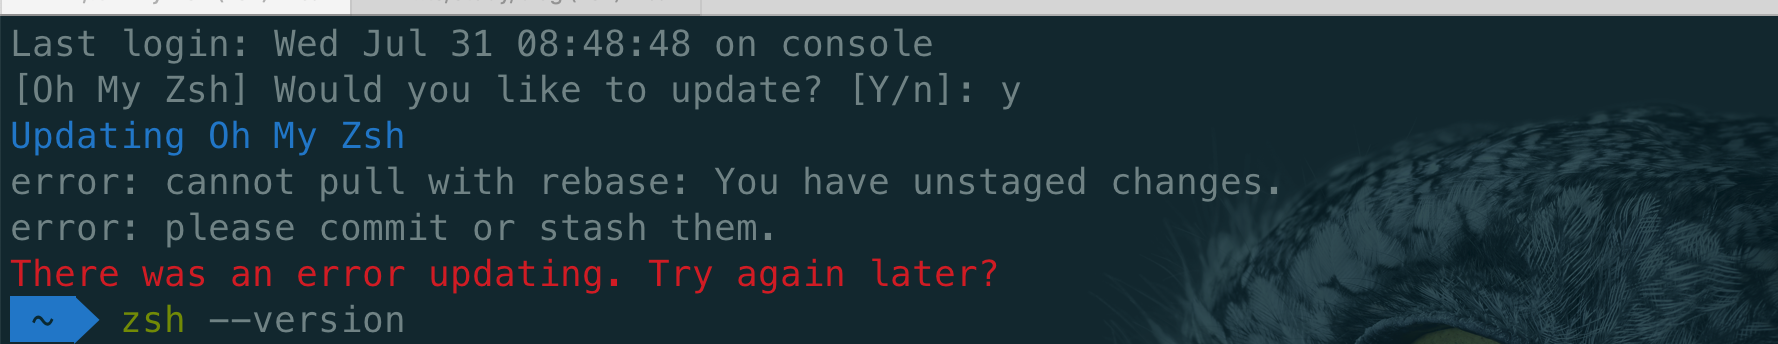 Last login: Wed Jul 31 08:48:48 on console
[Oh My Zsh] Would you like to update? [Y/n]: y
Updating Oh My Zsh
error: cannot pull with rebase: You have unstaged changes.
error: please commit or stash them.
There was an error updating. Try again later?
~ zsh --version